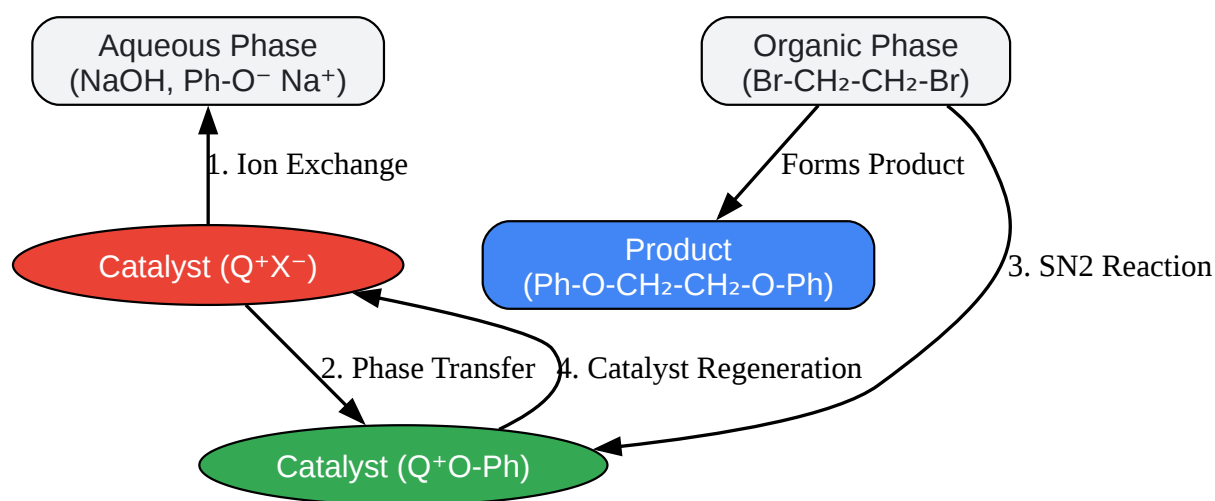 Aqueous Phase
(NaOH, Ph-O⁻ Na⁺)
Organic Phase
(Br-CH₂-CH₂-Br)
1. Ion Exchange
Forms Product
Catalyst (Q⁺X⁻)
Product
(Ph-O-CH₂-CH₂-O-Ph)
3. SN2 Reaction
2. Phase Transfer
4. Catalyst Regeneration
Catalyst (Q⁺O-Ph)